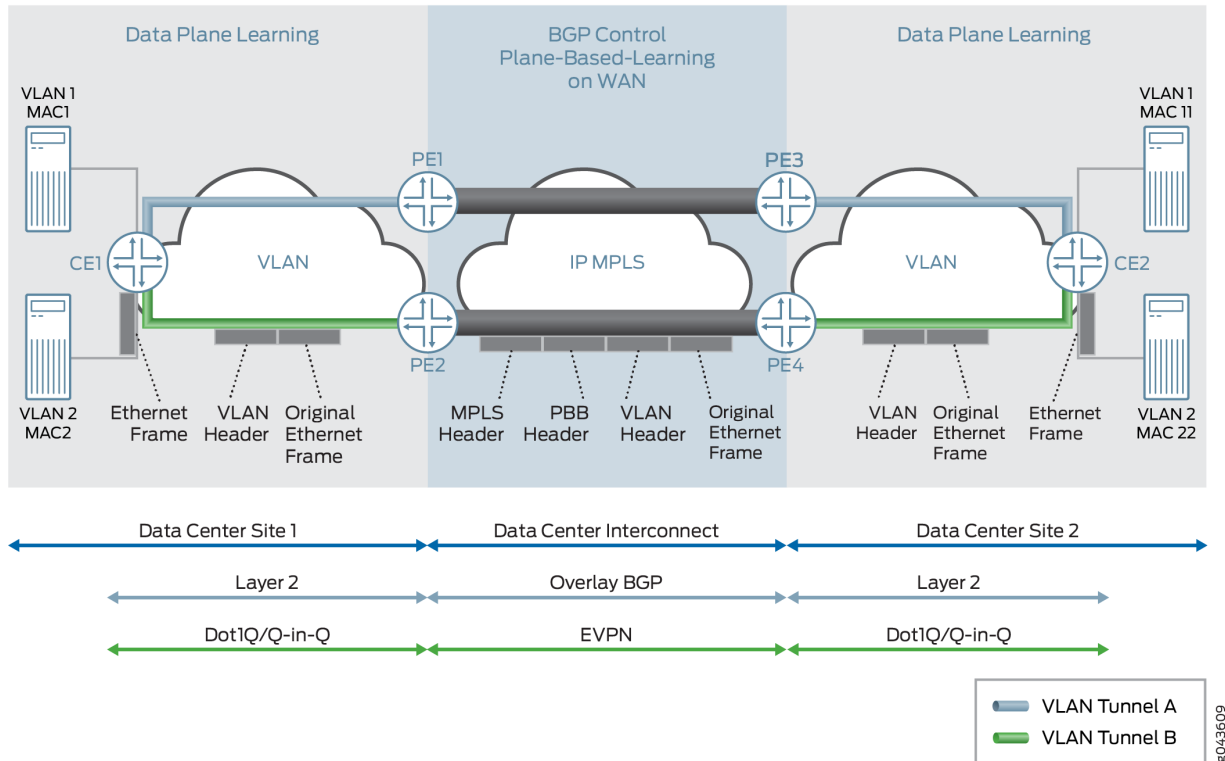 Data Plane Learning
BGP Control
Plane-Based-Learning
on WAN
Data Plane Learning
VLAN 1
MAC1
VLAN 1
MAC 11
PE1
PE3
CE1
VLAN
IP MPLS
VLAN
CE2
PE2
PE4
VLAN 2
MAC2
Ethernet
Frame
VLAN
Header
Original
Ethernet
Frame
MPLS
Header
PBB
Header
VLAN
Header
Original
Ethernet
Frame
VLAN
Header
Original
Ethernet
Frame
Ethernet
Frame
VLAN 2
MAC 22
Data Center Site 1
Data Center Interconnect
Data Center Site 2
Layer 2
Overlay BGP
Layer 2
Dot1Q/Q-in-Q
EVPN
Dot1Q/Q-in-Q
VLAN Tunnel A
VLAN Tunnel B
g043609